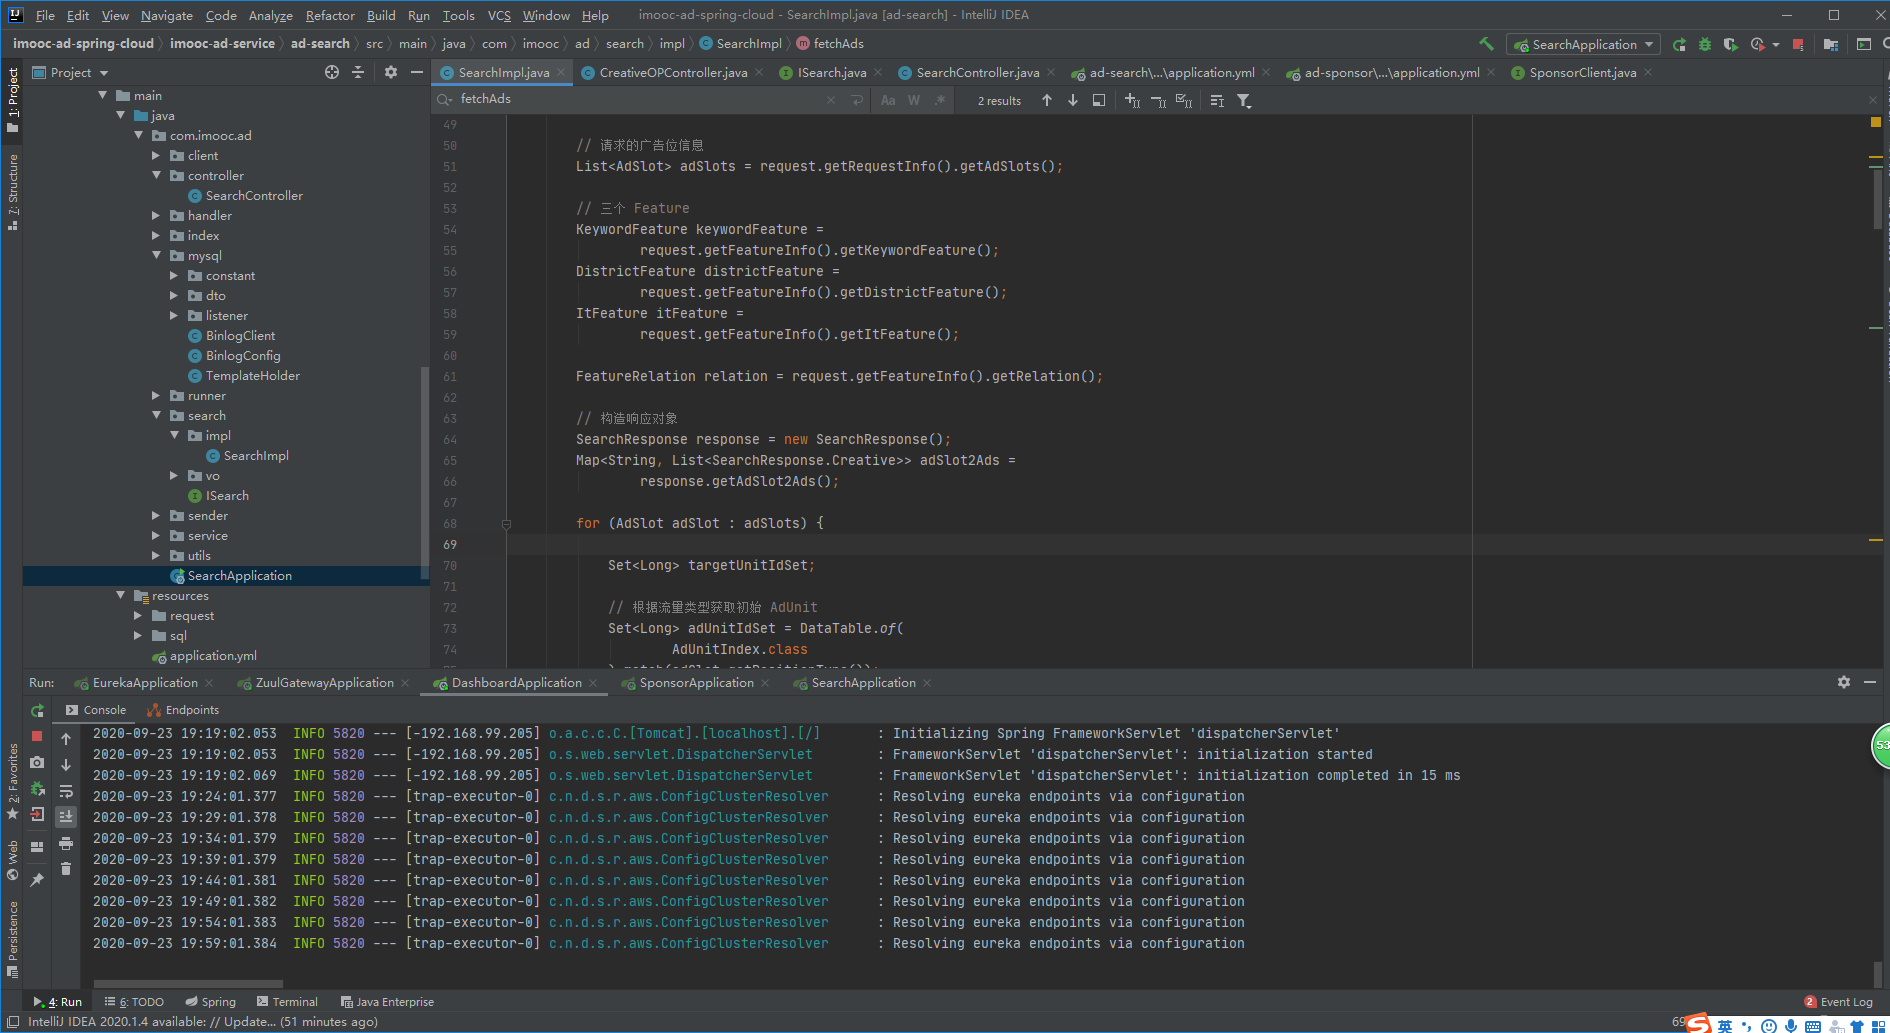 File Edit View Navigate Code Analyze Refactor Build Run Tools VCS Window Help imooc-ad-spring-cloud - SearchImpl.java [ad-search] - IntelliJ IDEA
imooc-ad-spring-cloud imooc-ad-service ad-search src main java com imooc ad search impl SearchImpl fetchAds SearchApplication
Project SearchImpl.java CreativeOPController.java ISearch.java SearchController.java ad-search\...\application.yml ad-sponsor\...\application.yml SponsorClient.java
fetchAds Aa W .* 2 results
1: Project
7: Structure
2: Favorites
Web
Persistence
main
java
com.imooc.ad
client
controller
SearchController
handler
index
mysql
constant
dto
listener
BinlogClient
BinlogConfig
TemplateHolder
runner
search
impl
SearchImpl
vo
ISearch
sender
service
utils
SearchApplication
resources
request
sql
application.yml
49
50 // 请求的广告位信息
51 List<AdSlot> adSlots = request.getRequestInfo().getAdSlots();
52
53 // 三个 Feature
54 KeywordFeature keywordFeature =
55 request.getFeatureInfo().getKeywordFeature();
56 DistrictFeature districtFeature =
57 request.getFeatureInfo().getDistrictFeature();
58 ItFeature itFeature =
59 request.getFeatureInfo().getItFeature();
60
61 FeatureRelation relation = request.getFeatureInfo().getRelation();
62
63 // 构造响应对象
64 SearchResponse response = new SearchResponse();
65 Map<String, List<SearchResponse.Creative>> adSlot2Ads =
66 response.getAdSlot2Ads();
67
68 for (AdSlot adSlot : adSlots) {
69
70 Set<Long> targetUnitIdSet;
71
72 // 根据流量类型获取初始 AdUnit
73 Set<Long> adUnitIdSet = DataTable.of(
74 AdUnitIndex.class
Run: EurekaApplication ZuulGatewayApplication DashboardApplication SponsorApplication SearchApplication
Console Endpoints
2020-09-23 19:19:02.053 INFO 5820 --- [-192.168.99.205] o.a.c.c.C.[Tomcat].[localhost].[/] : Initializing Spring FrameworkServlet 'dispatcherServlet'
2020-09-23 19:19:02.053 INFO 5820 --- [-192.168.99.205] o.s.web.servlet.DispatcherServlet : FrameworkServlet 'dispatcherServlet': initialization started
2020-09-23 19:19:02.069 INFO 5820 --- [-192.168.99.205] o.s.web.servlet.DispatcherServlet : FrameworkServlet 'dispatcherServlet': initialization completed in 15 ms
2020-09-23 19:24:01.377 INFO 5820 --- [trap-executor-0] c.n.d.s.r.aws.ConfigClusterResolver : Resolving eureka endpoints via configuration
2020-09-23 19:29:01.378 INFO 5820 --- [trap-executor-0] c.n.d.s.r.aws.ConfigClusterResolver : Resolving eureka endpoints via configuration
2020-09-23 19:34:01.379 INFO 5820 --- [trap-executor-0] c.n.d.s.r.aws.ConfigClusterResolver : Resolving eureka endpoints via configuration
2020-09-23 19:39:01.379 INFO 5820 --- [trap-executor-0] c.n.d.s.r.aws.ConfigClusterResolver : Resolving eureka endpoints via configuration
2020-09-23 19:44:01.381 INFO 5820 --- [trap-executor-0] c.n.d.s.r.aws.ConfigClusterResolver : Resolving eureka endpoints via configuration
2020-09-23 19:49:01.382 INFO 5820 --- [trap-executor-0] c.n.d.s.r.aws.ConfigClusterResolver : Resolving eureka endpoints via configuration
2020-09-23 19:54:01.383 INFO 5820 --- [trap-executor-0] c.n.d.s.r.aws.ConfigClusterResolver : Resolving eureka endpoints via configuration
2020-09-23 19:59:01.384 INFO 5820 --- [trap-executor-0] c.n.d.s.r.aws.ConfigClusterResolver : Resolving eureka endpoints via configuration
53
4: Run 6: TODO Spring Terminal Java Enterprise 2 Event Log
IntelliJ IDEA 2020.1.4 available: // Update... (51 minutes ago) 69 英